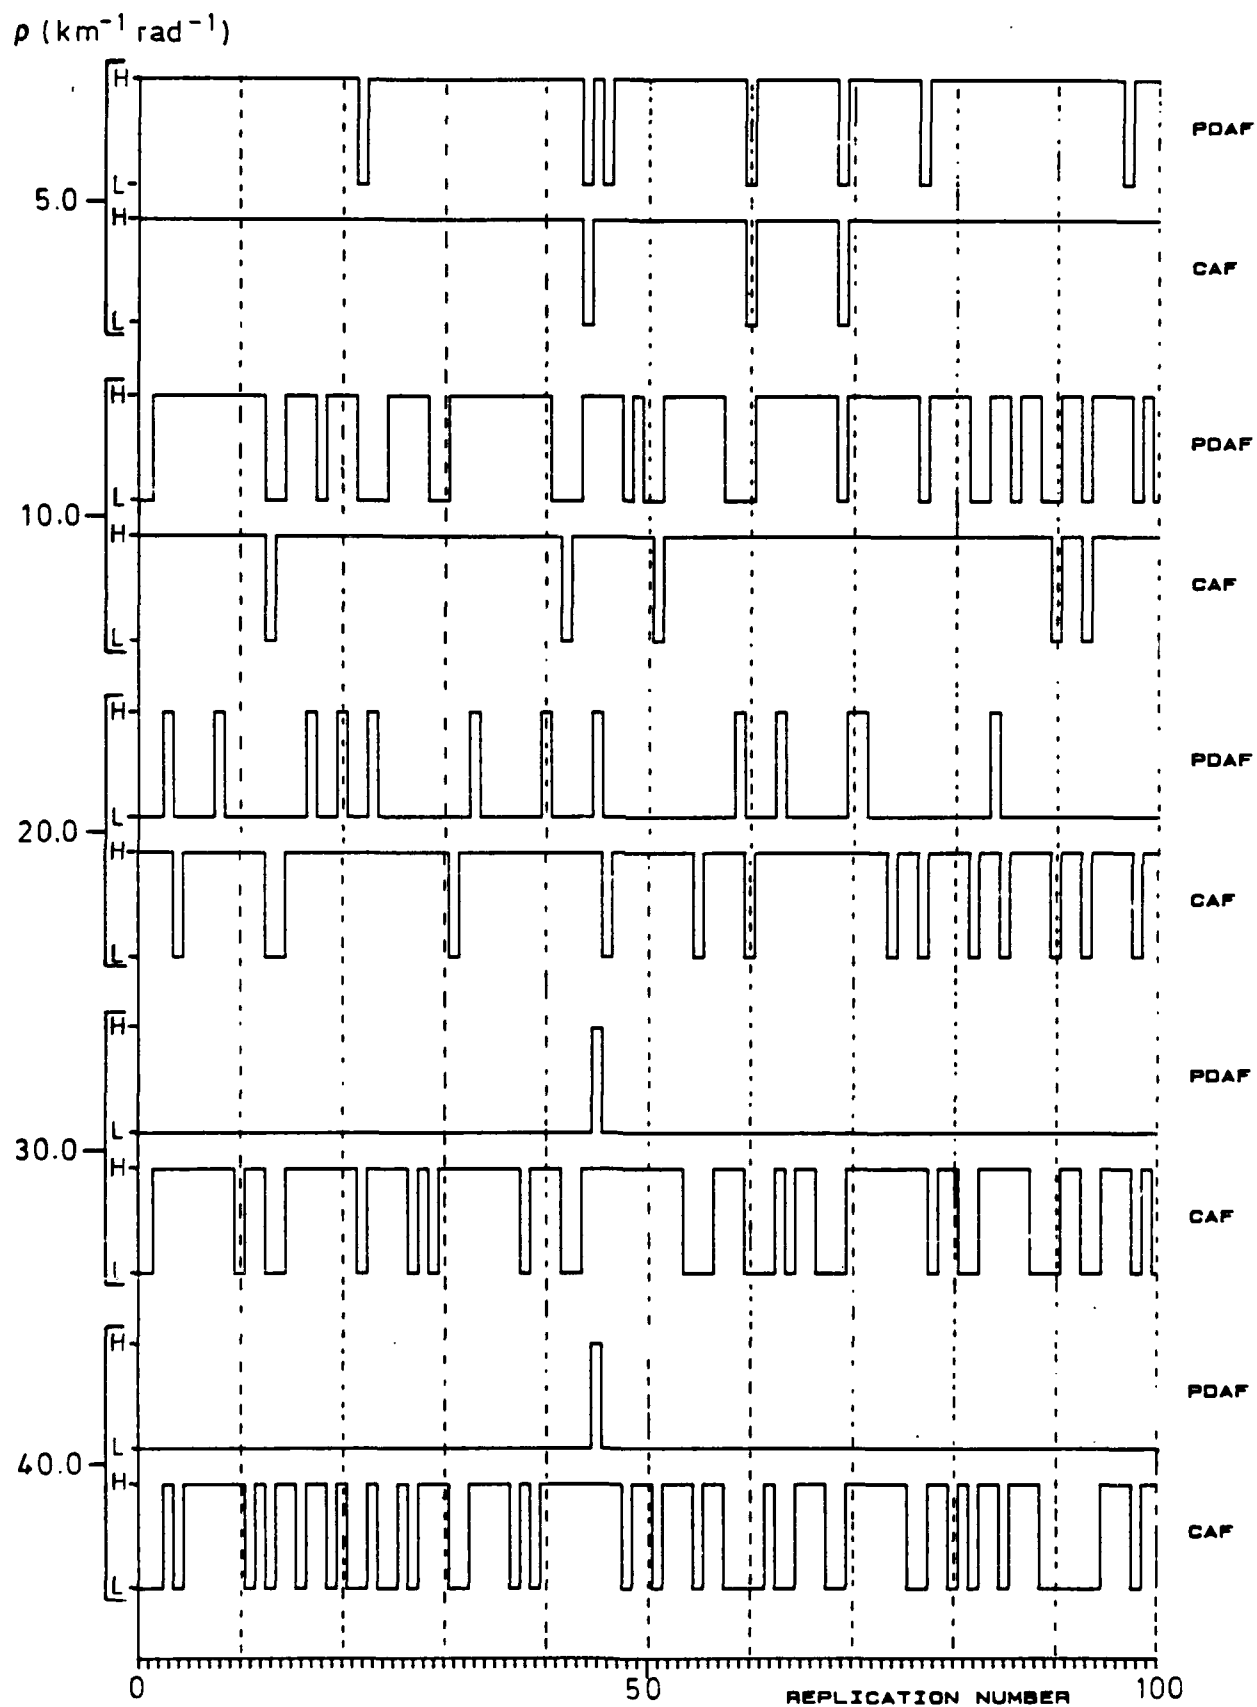 ρ (km⁻¹ rad⁻¹)
H
PDAF
L
5.0
H
CAF
L
H
PDAF
L
10.0
H
CAF
L
H
PDAF
L
20.0
H
CAF
L
H
PDAF
L
30.0
H
CAF
L
H
PDAF
L
40.0
H
CAF
L
0 50 100
REPLICATION NUMBER